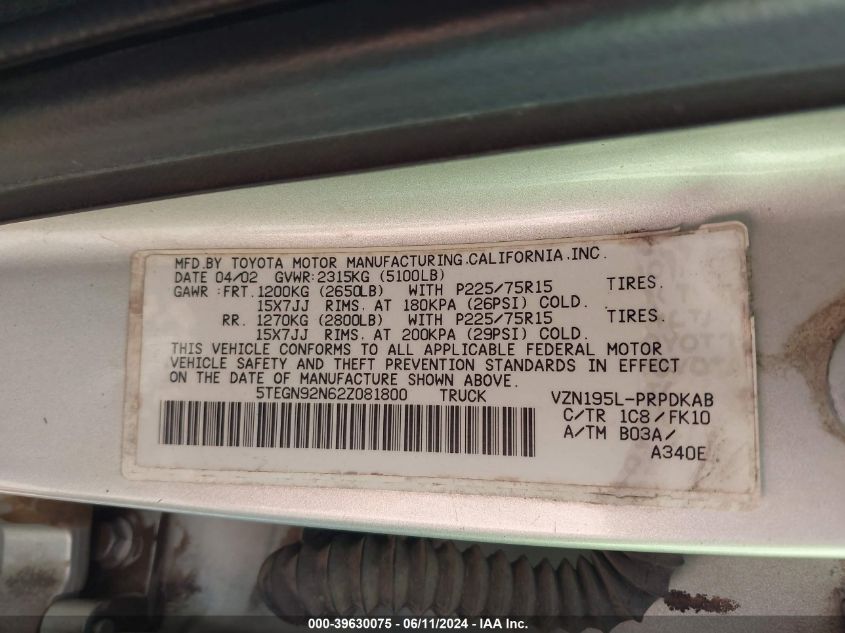 MFD.BY TOYOTA MOTOR MANUFACTURING.CALIFORNIA.INC.
DATE 04/02 GVWR:2315KG (5100LB)
GAWR :FRT. 1200KG (2650LB) WITH P225/75R15 TIRES.
15X7JJ RIMS. AT 180KPA (26PSI) COLD.
RR. 1270KG (2800LB) WITH P225/75R15 TIRES.
15X7JJ RIMS. AT 200KPA (29PSI) COLD.
THIS VEHICLE CONFORMS TO ALL APPLICABLE FEDERAL MOTOR
VEHICLE SAFETY AND THEFT PREVENTION STANDARDS IN EFFECT
ON THE DATE OF MANUFACTURE SHOWN ABOVE.
5TEGN92N62Z081800 TRUCK VZN195L-PRPDKAB
C/TR 1C8/FK10
A/TM B03A/
A340E
000-39630075 - 06/11/2024 - IAA Inc.